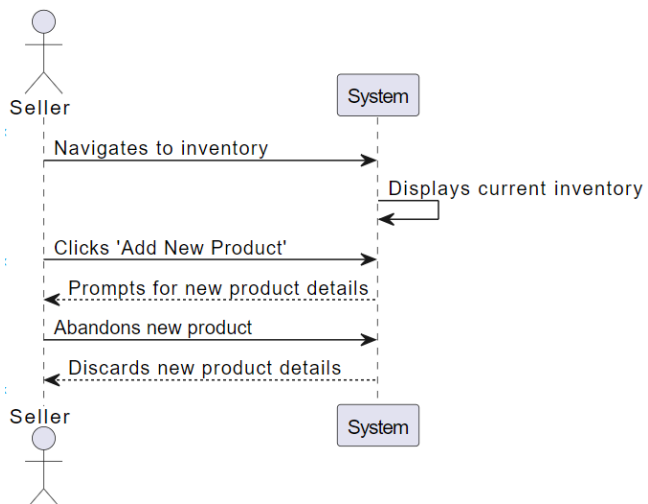 Seller
System
Navigates to inventory
Displays current inventory
Clicks 'Add New Product'
Prompts for new product details
Abandons new product
Discards new product details
Seller
System